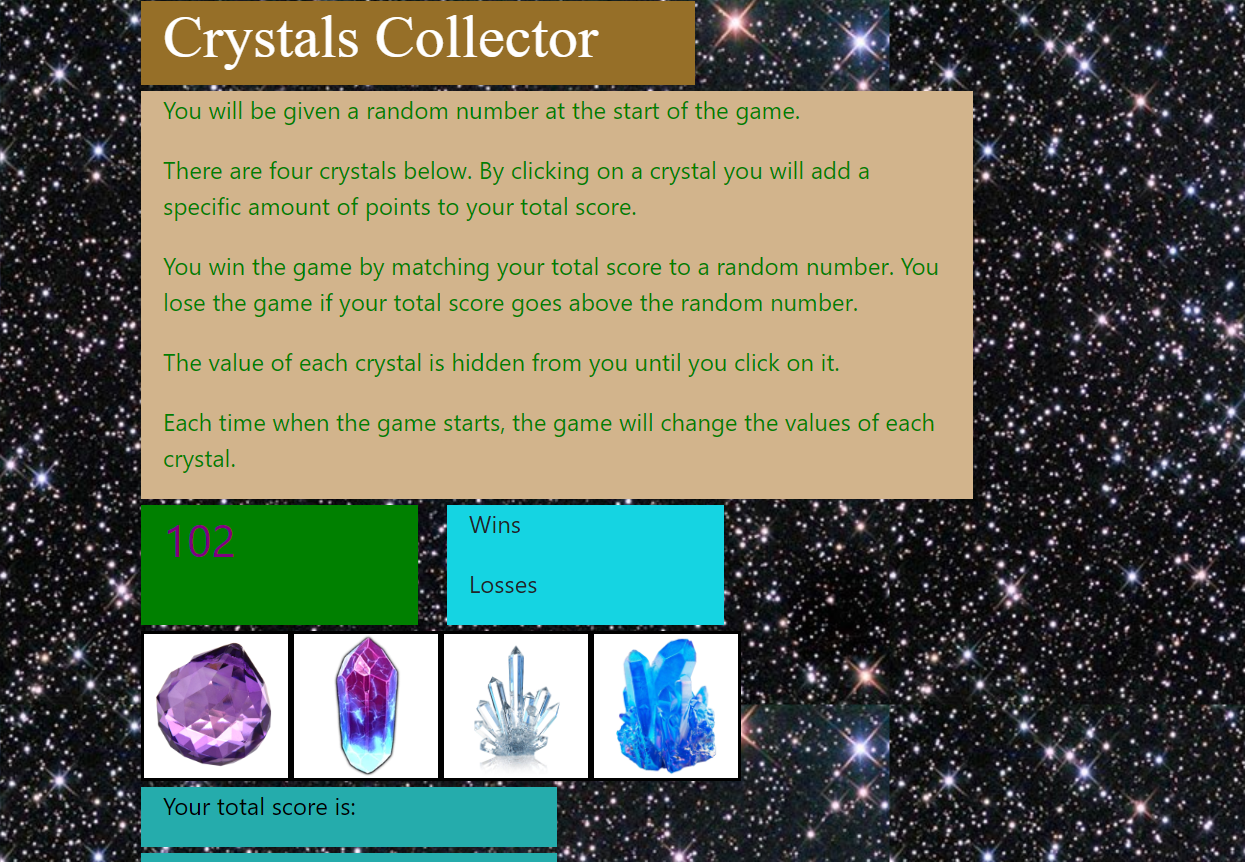 Crystals Collector
You will be given a random number at the start of the game.
There are four crystals below. By clicking on a crystal you will add a
specific amount of points to your total score.
You win the game by matching your total score to a random number. You
lose the game if your total score goes above the random number.
The value of each crystal is hidden from you until you click on it.
Each time when the game starts, the game will change the values of each
crystal.
102
Wins
Losses
Your total score is: